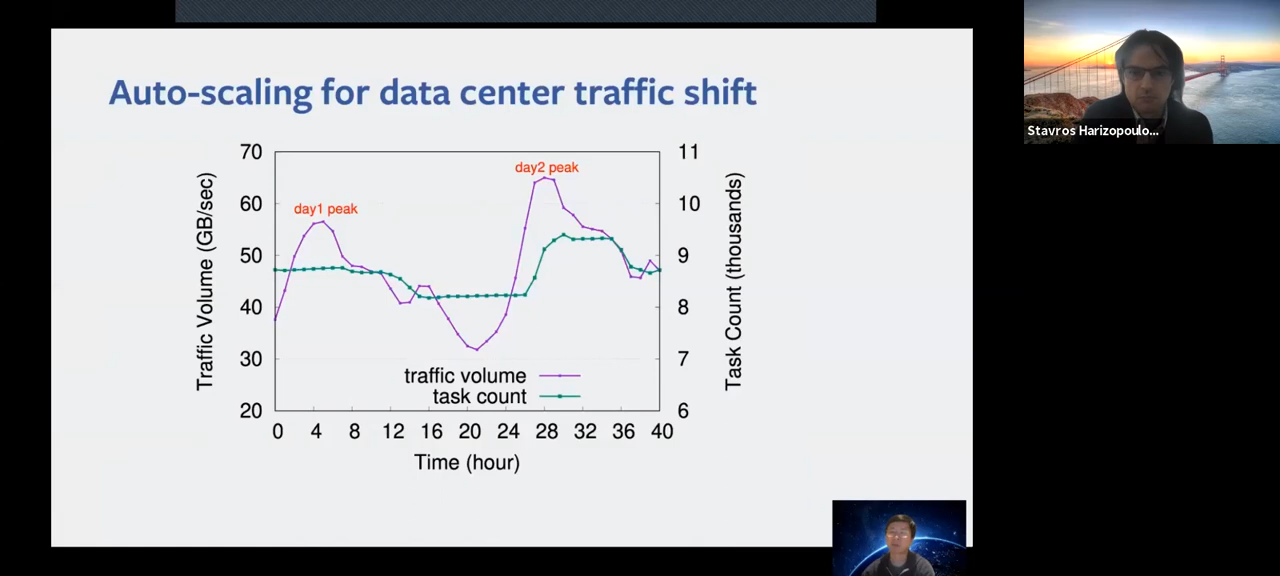 Auto-scaling for data center traffic shift
Stavros Harizopoulo...
70
60
50
40
30
20
Traffic Volume (GB/sec)
day1 peak
day2 peak
traffic volume
task count
11
10
9
8
7
6
Task Count (thousands)
0 4 8 12 16 20 24 28 32 36 40
Time (hour)